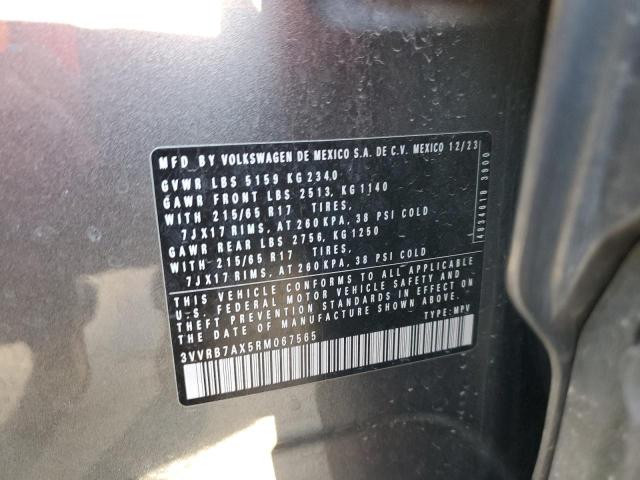 MFD BY VOLKSWAGEN DE MEXICO S.A. DE C.V. MEXICO 12/23
GVWR LBS 5159 KG 2340
GAWR FRONT LBS 2513, KG 1140
WITH 215/65 R17 TIRES,
7JX17 RIMS, AT 260 KPA, 38 PSI COLD
GAWR REAR LBS 2756, KG 1250
WITH 215/65 R17 TIRES,
7JX17 RIMS, AT 260 KPA, 38 PSI COLD
THIS VEHICLE CONFORMS TO ALL APPLICABLE
U.S. FEDERAL MOTOR VEHICLE SAFETY AND
THEFT PREVENTION STANDARDS IN EFFECT ON
THE DATE OF MANUFACTURE SHOWN ABOVE.
3VVRB7AX5RM067565 TYPE: MPV